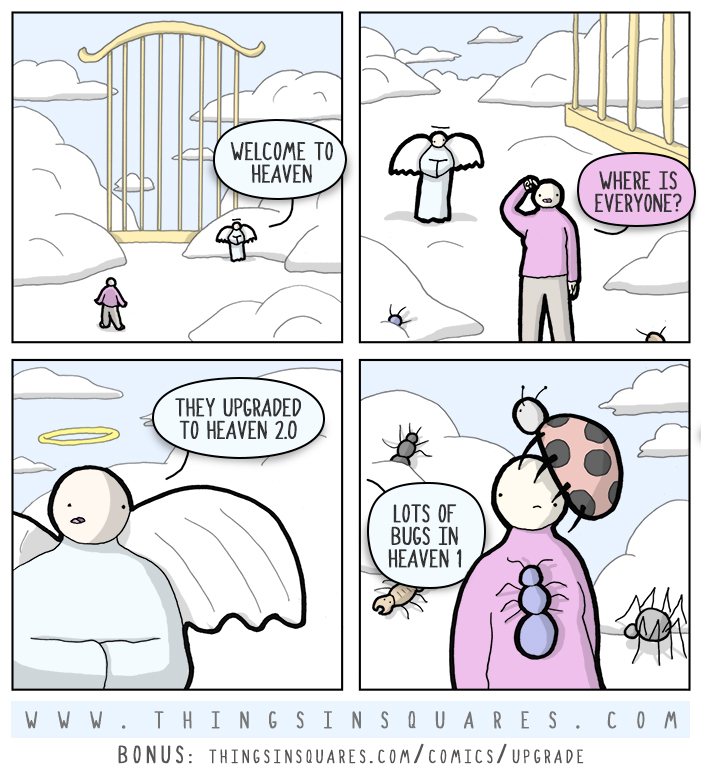 WELCOME TO
HEAVEN
WHERE IS
EVERYONE?
THEY UPGRADED
TO HEAVEN 2.0
LOTS OF
BUGS IN
HEAVEN 1
WWW.THINGSINSQUARES.COM
BONUS: THINGSINSQUARES.COM/COMICS/UPGRADE